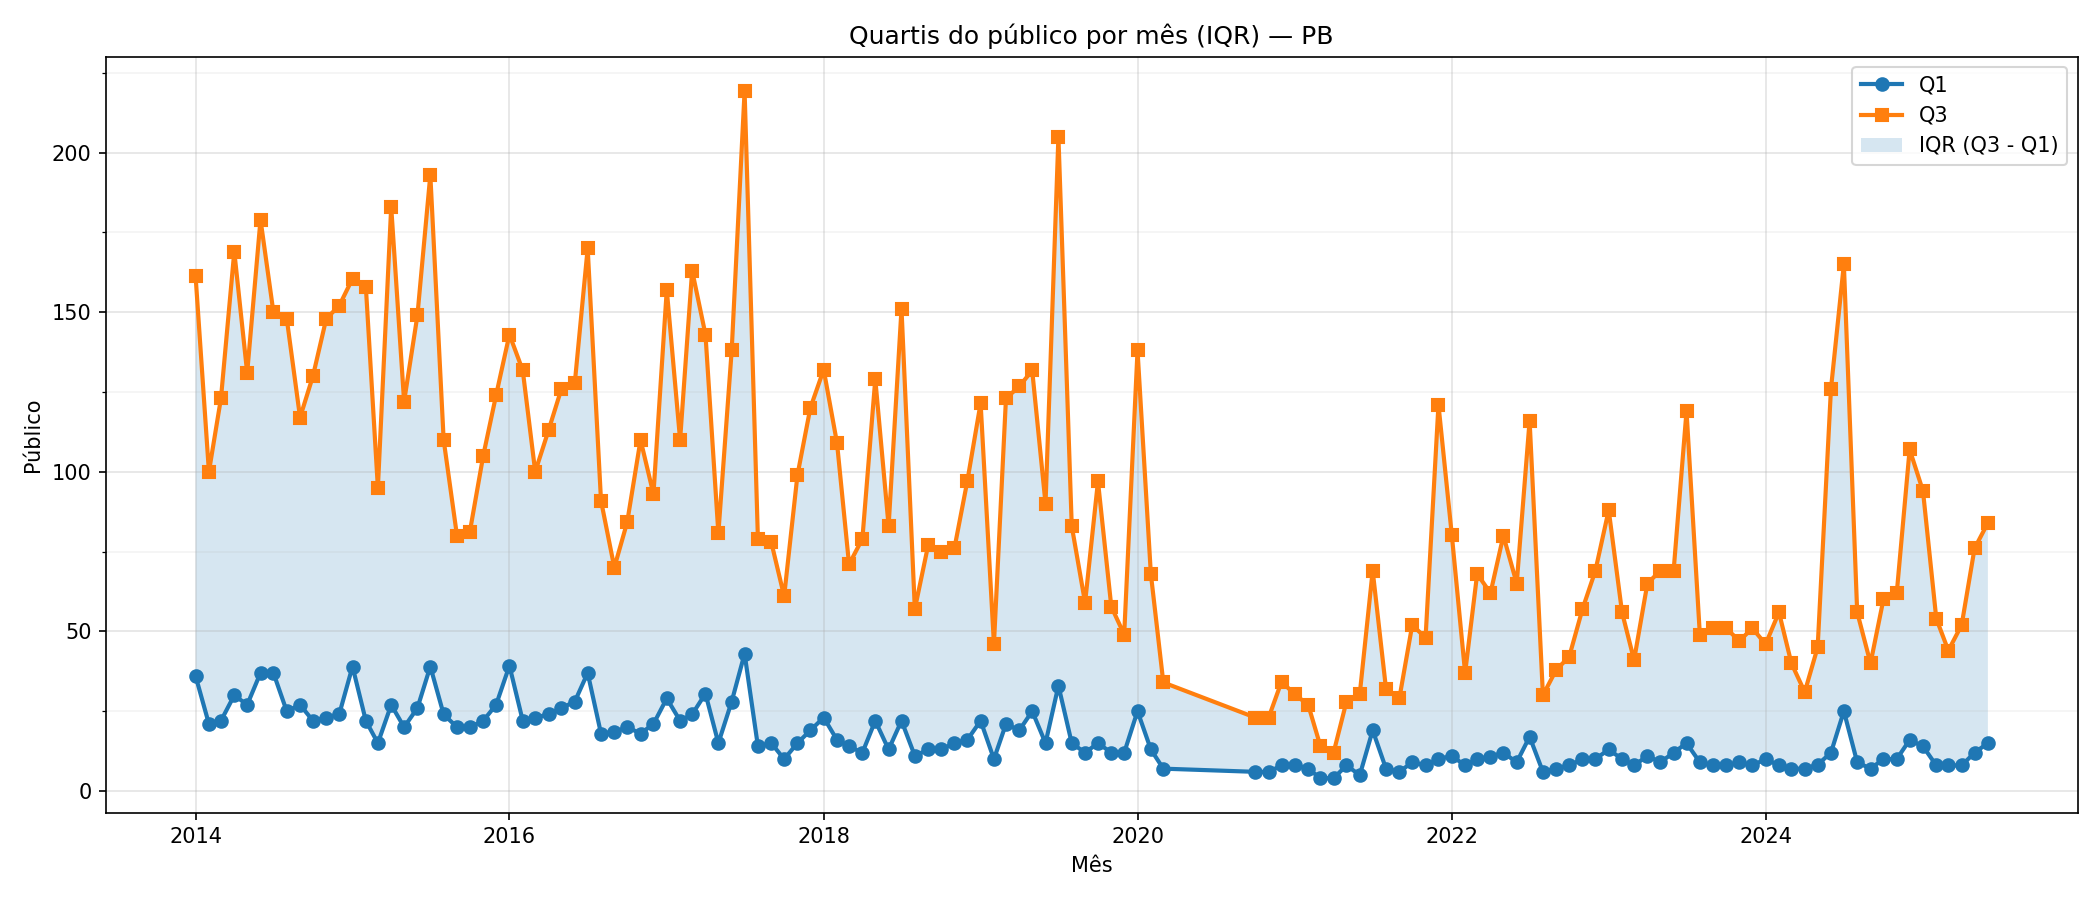 Quartis do público por mês (IQR) — PB
Q1
Q3
IQR (Q3 - Q1)
Público
200
150
100
50
0
2014
2016
2018
2020
2022
2024
Mês